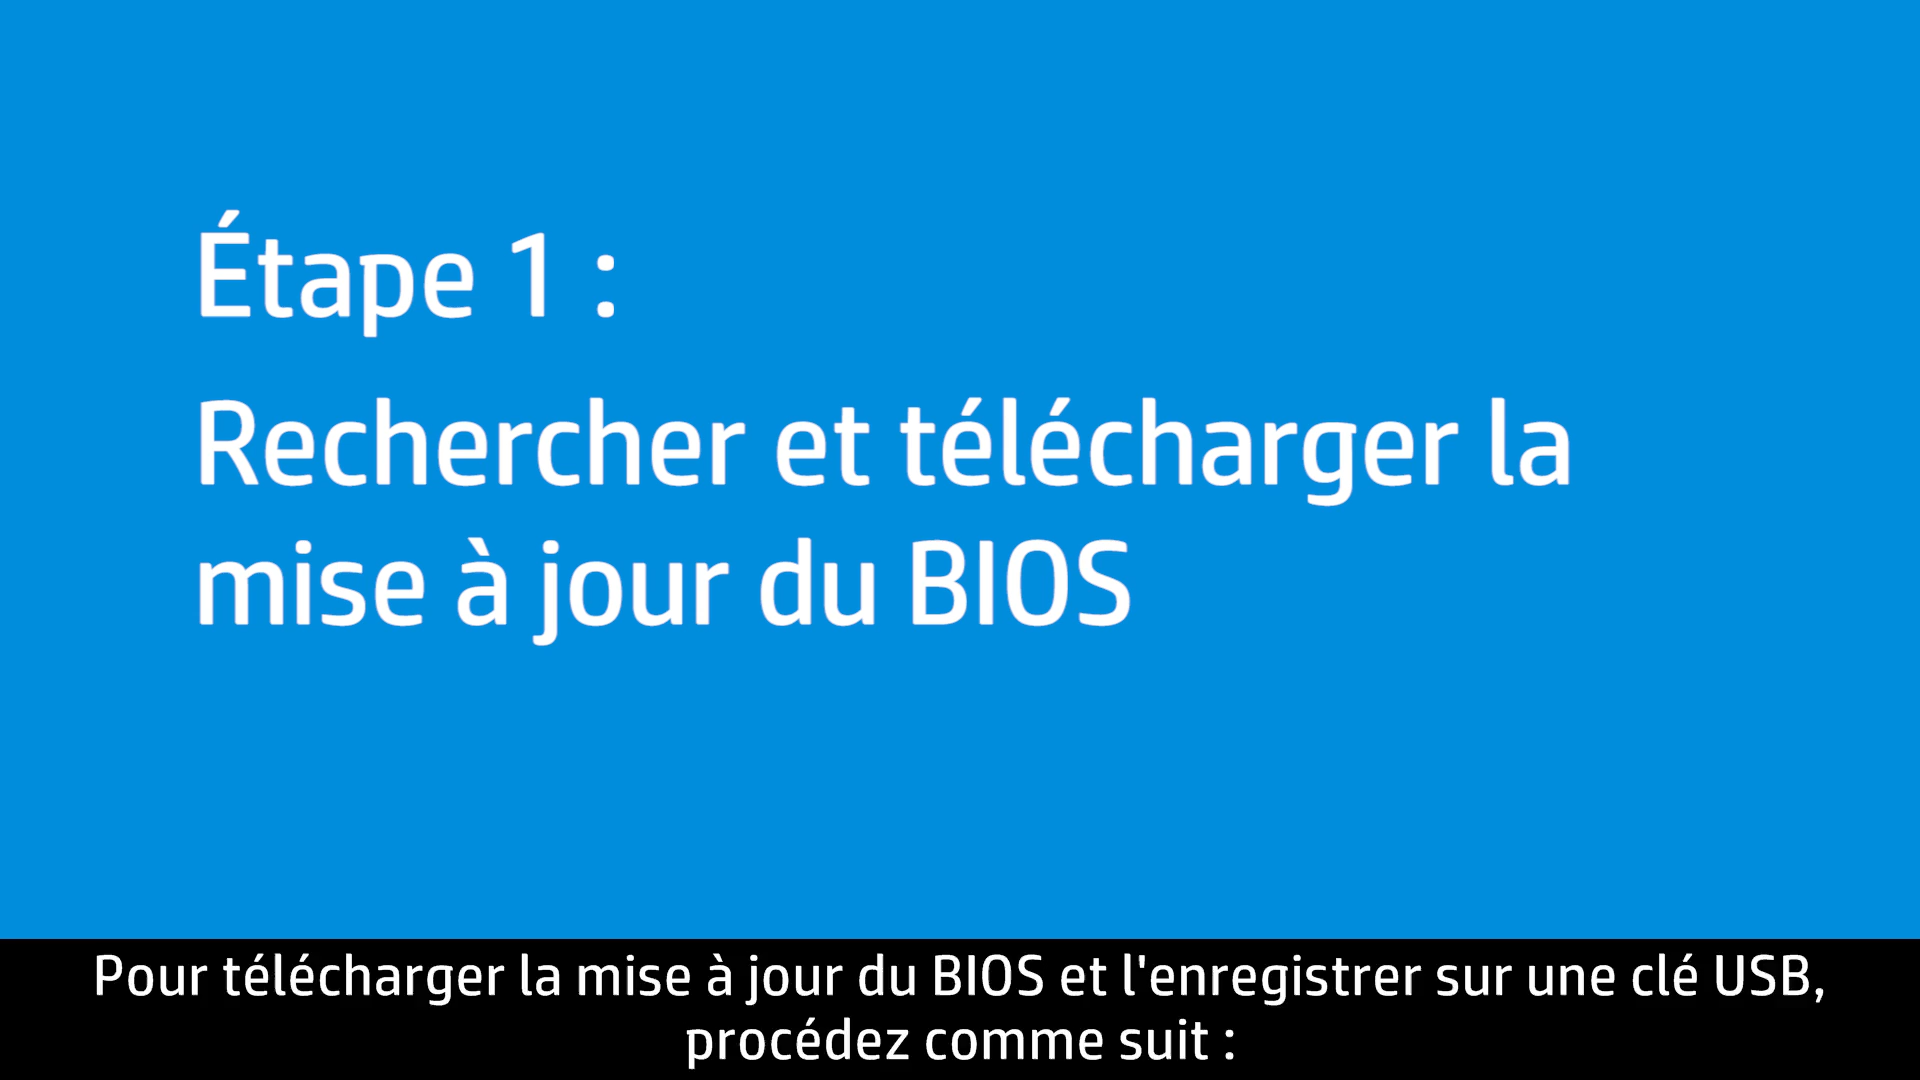 Étape 1 :
Rechercher et télécharger la
mise à jour du BIOS
Pour télécharger la mise à jour du BIOS et l'enregistrer sur une clé USB,
procédez comme suit :